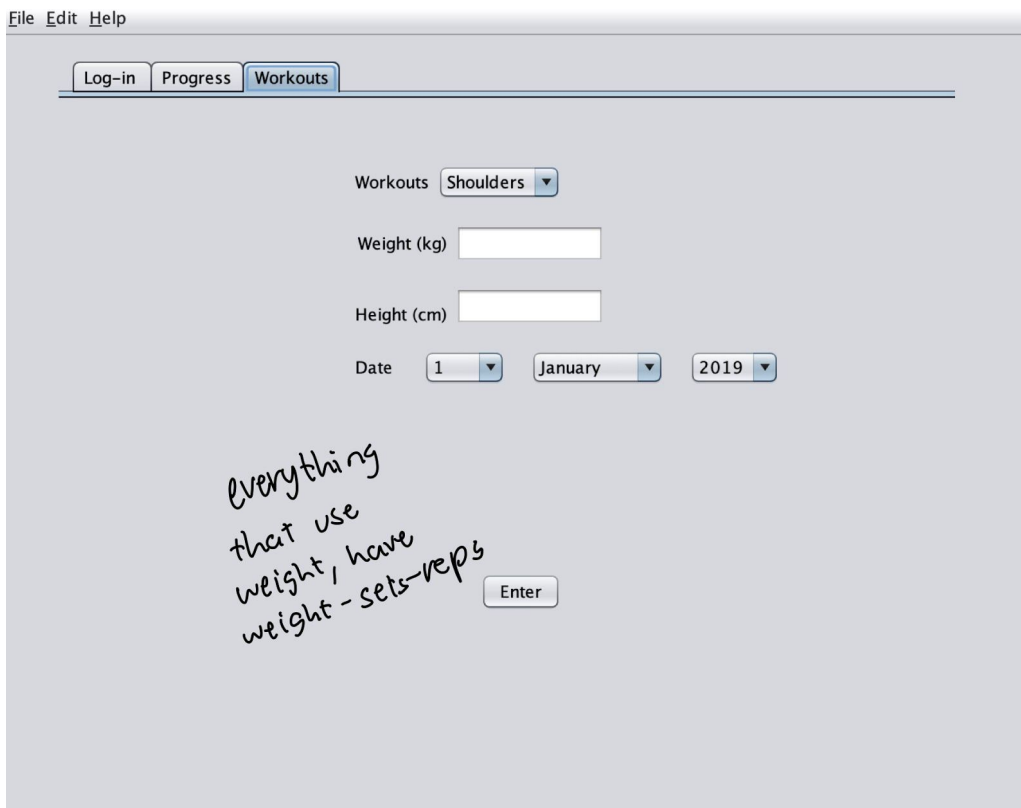 File Edit Help
Log-in Progress Workouts
Workouts Shoulders
Weight (kg)
Height (cm)
Date 1 January 2019
everything
that use
weight, have
weight-sets-reps
Enter